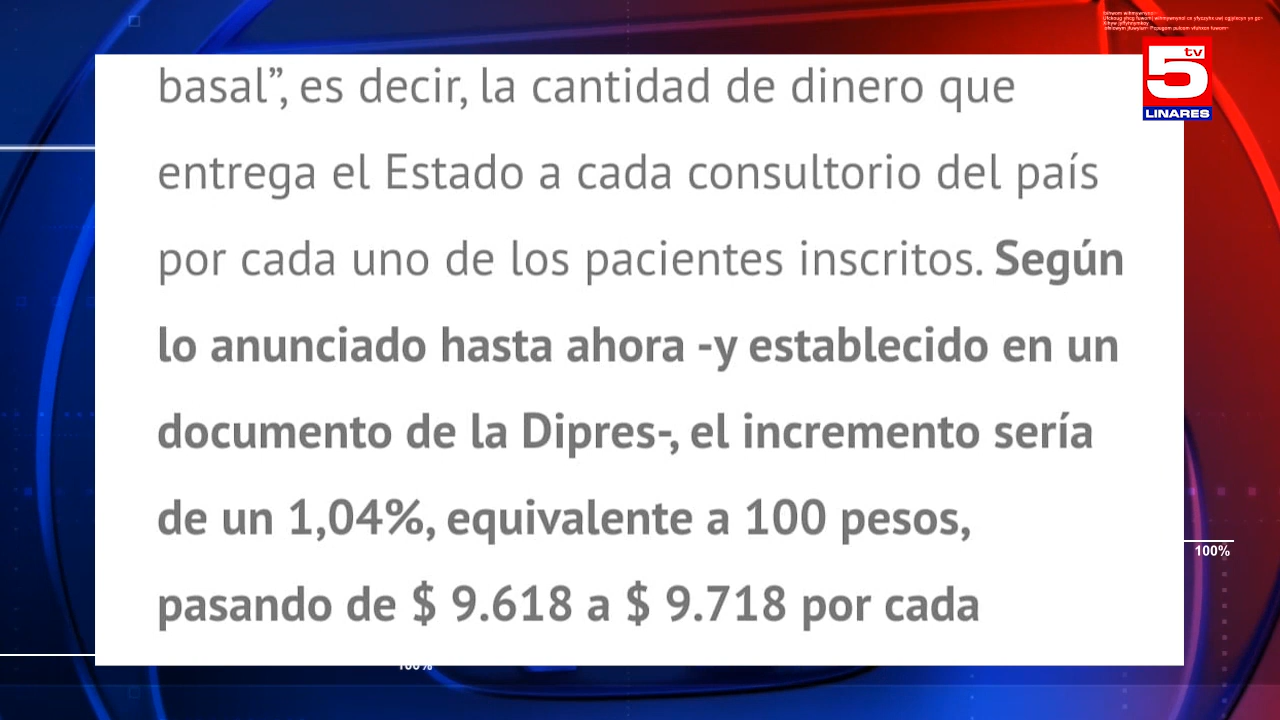 basal”, es decir, la cantidad de dinero que
entrega el Estado a cada consultorio del país
por cada uno de los pacientes inscritos. Según
lo anunciado hasta ahora -y establecido en un
documento de la Dipres-, el incremento sería
de un 1,04%, equivalente a 100 pesos,
pasando de $ 9.618 a $ 9.718 por cada
tv
5
LINARES
100%
100%